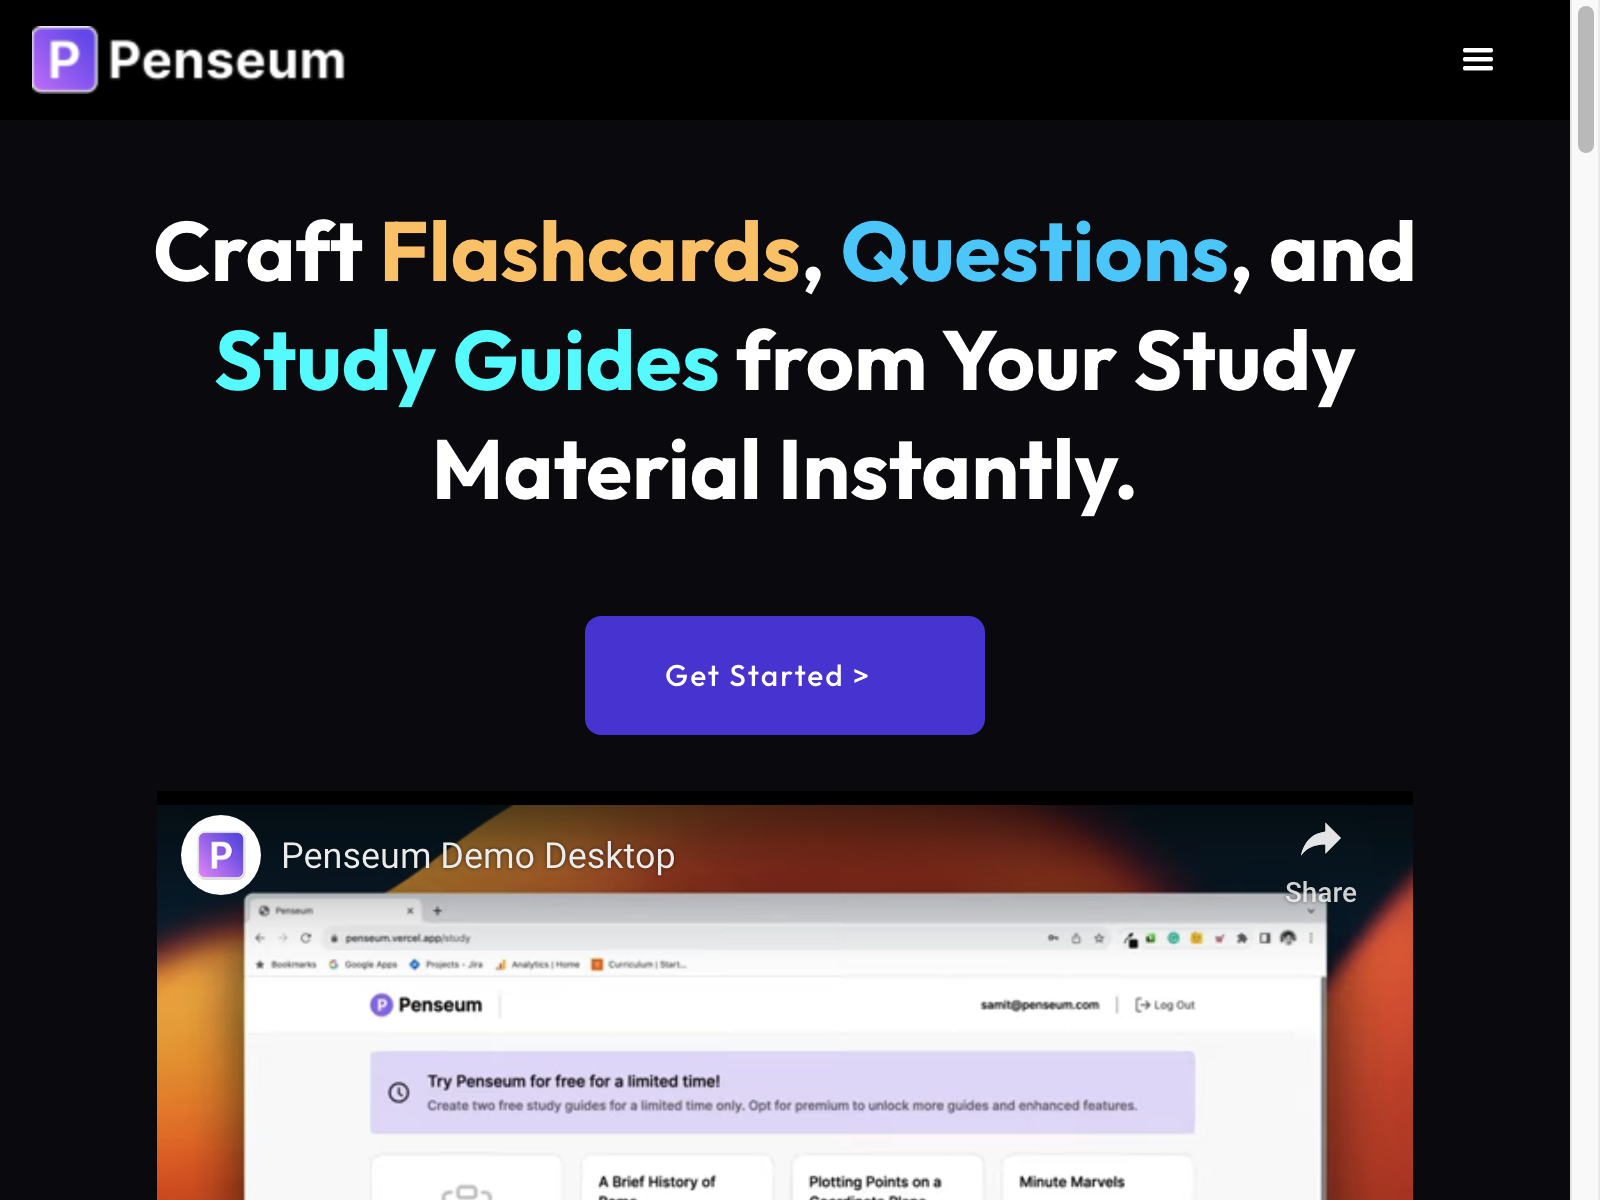 P Penseum
Craft Flashcards, Questions, and
Study Guides from Your Study
Material Instantly.
Get Started >
P Penseum Demo Desktop
Share
Penseum
penseum.vercel.app/study
Bookmarks Google Apps Projects - Jira Analytics | Home Curriculum | Start...
P Penseum samit@penseum.com Log Out
Try Penseum for free for a limited time!
Create two free study guides for a limited time only. Opt for premium to unlock more guides and enhanced features.
A Brief History of Plotting Points on a Minute Marvels